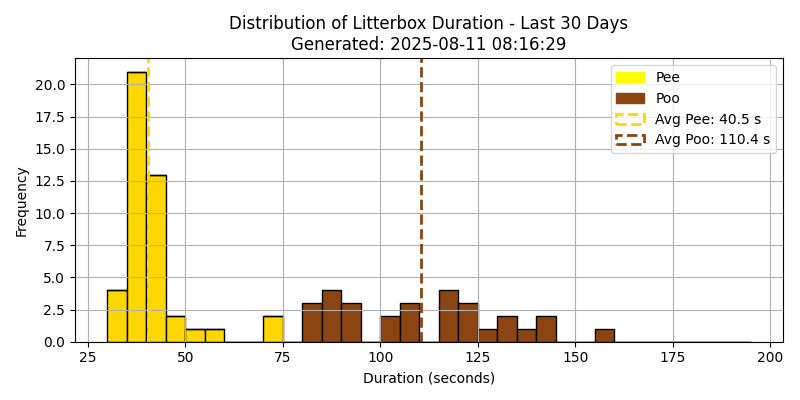 Distribution of Litterbox Duration - Last 30 Days
Generated: 2025-08-11 08:16:29
Pee
Poo
Avg Pee: 40.5 s
Avg Poo: 110.4 s
Frequency
20.0
17.5
15.0
12.5
10.0
7.5
5.0
2.5
0.0
25 50 75 100 125 150 175 200
Duration (seconds)